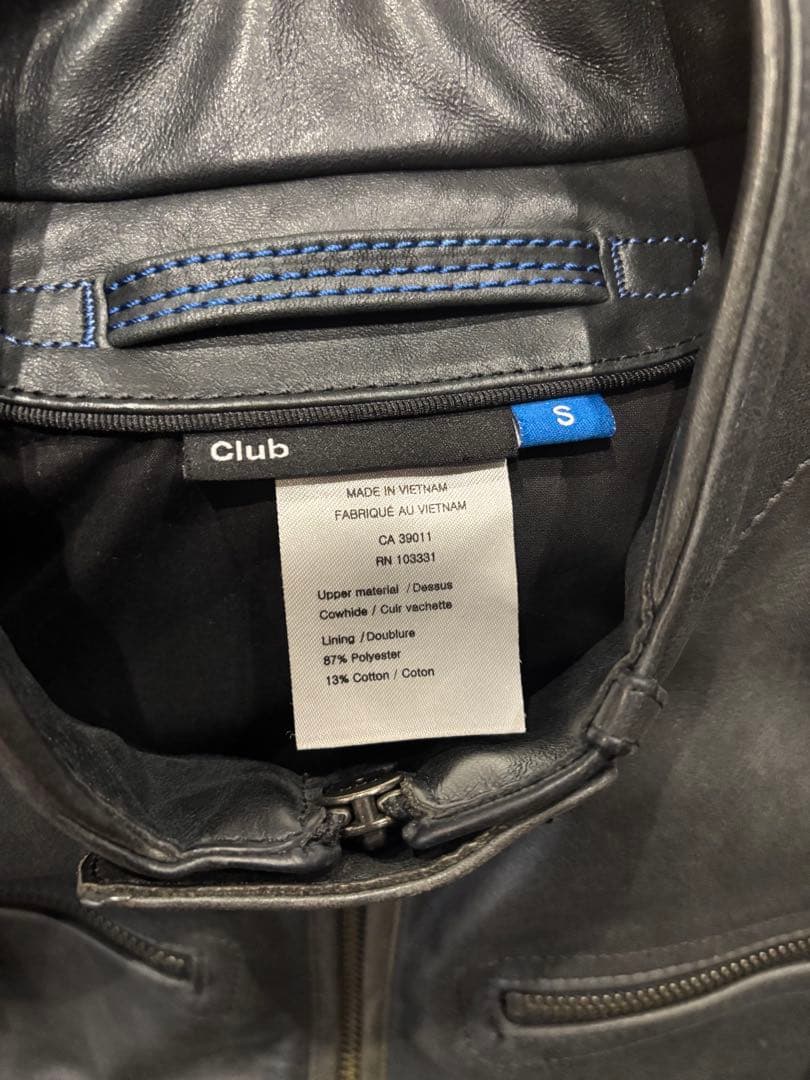 Club
S
MADE IN VIETNAM
FABRIQUÉ AU VIETNAM
CA 39011
RN 103331
Upper material / Dessus
Cowhide / Cuir vachette
Lining / Doublure
87% Polyester
13% Cotton / Coton